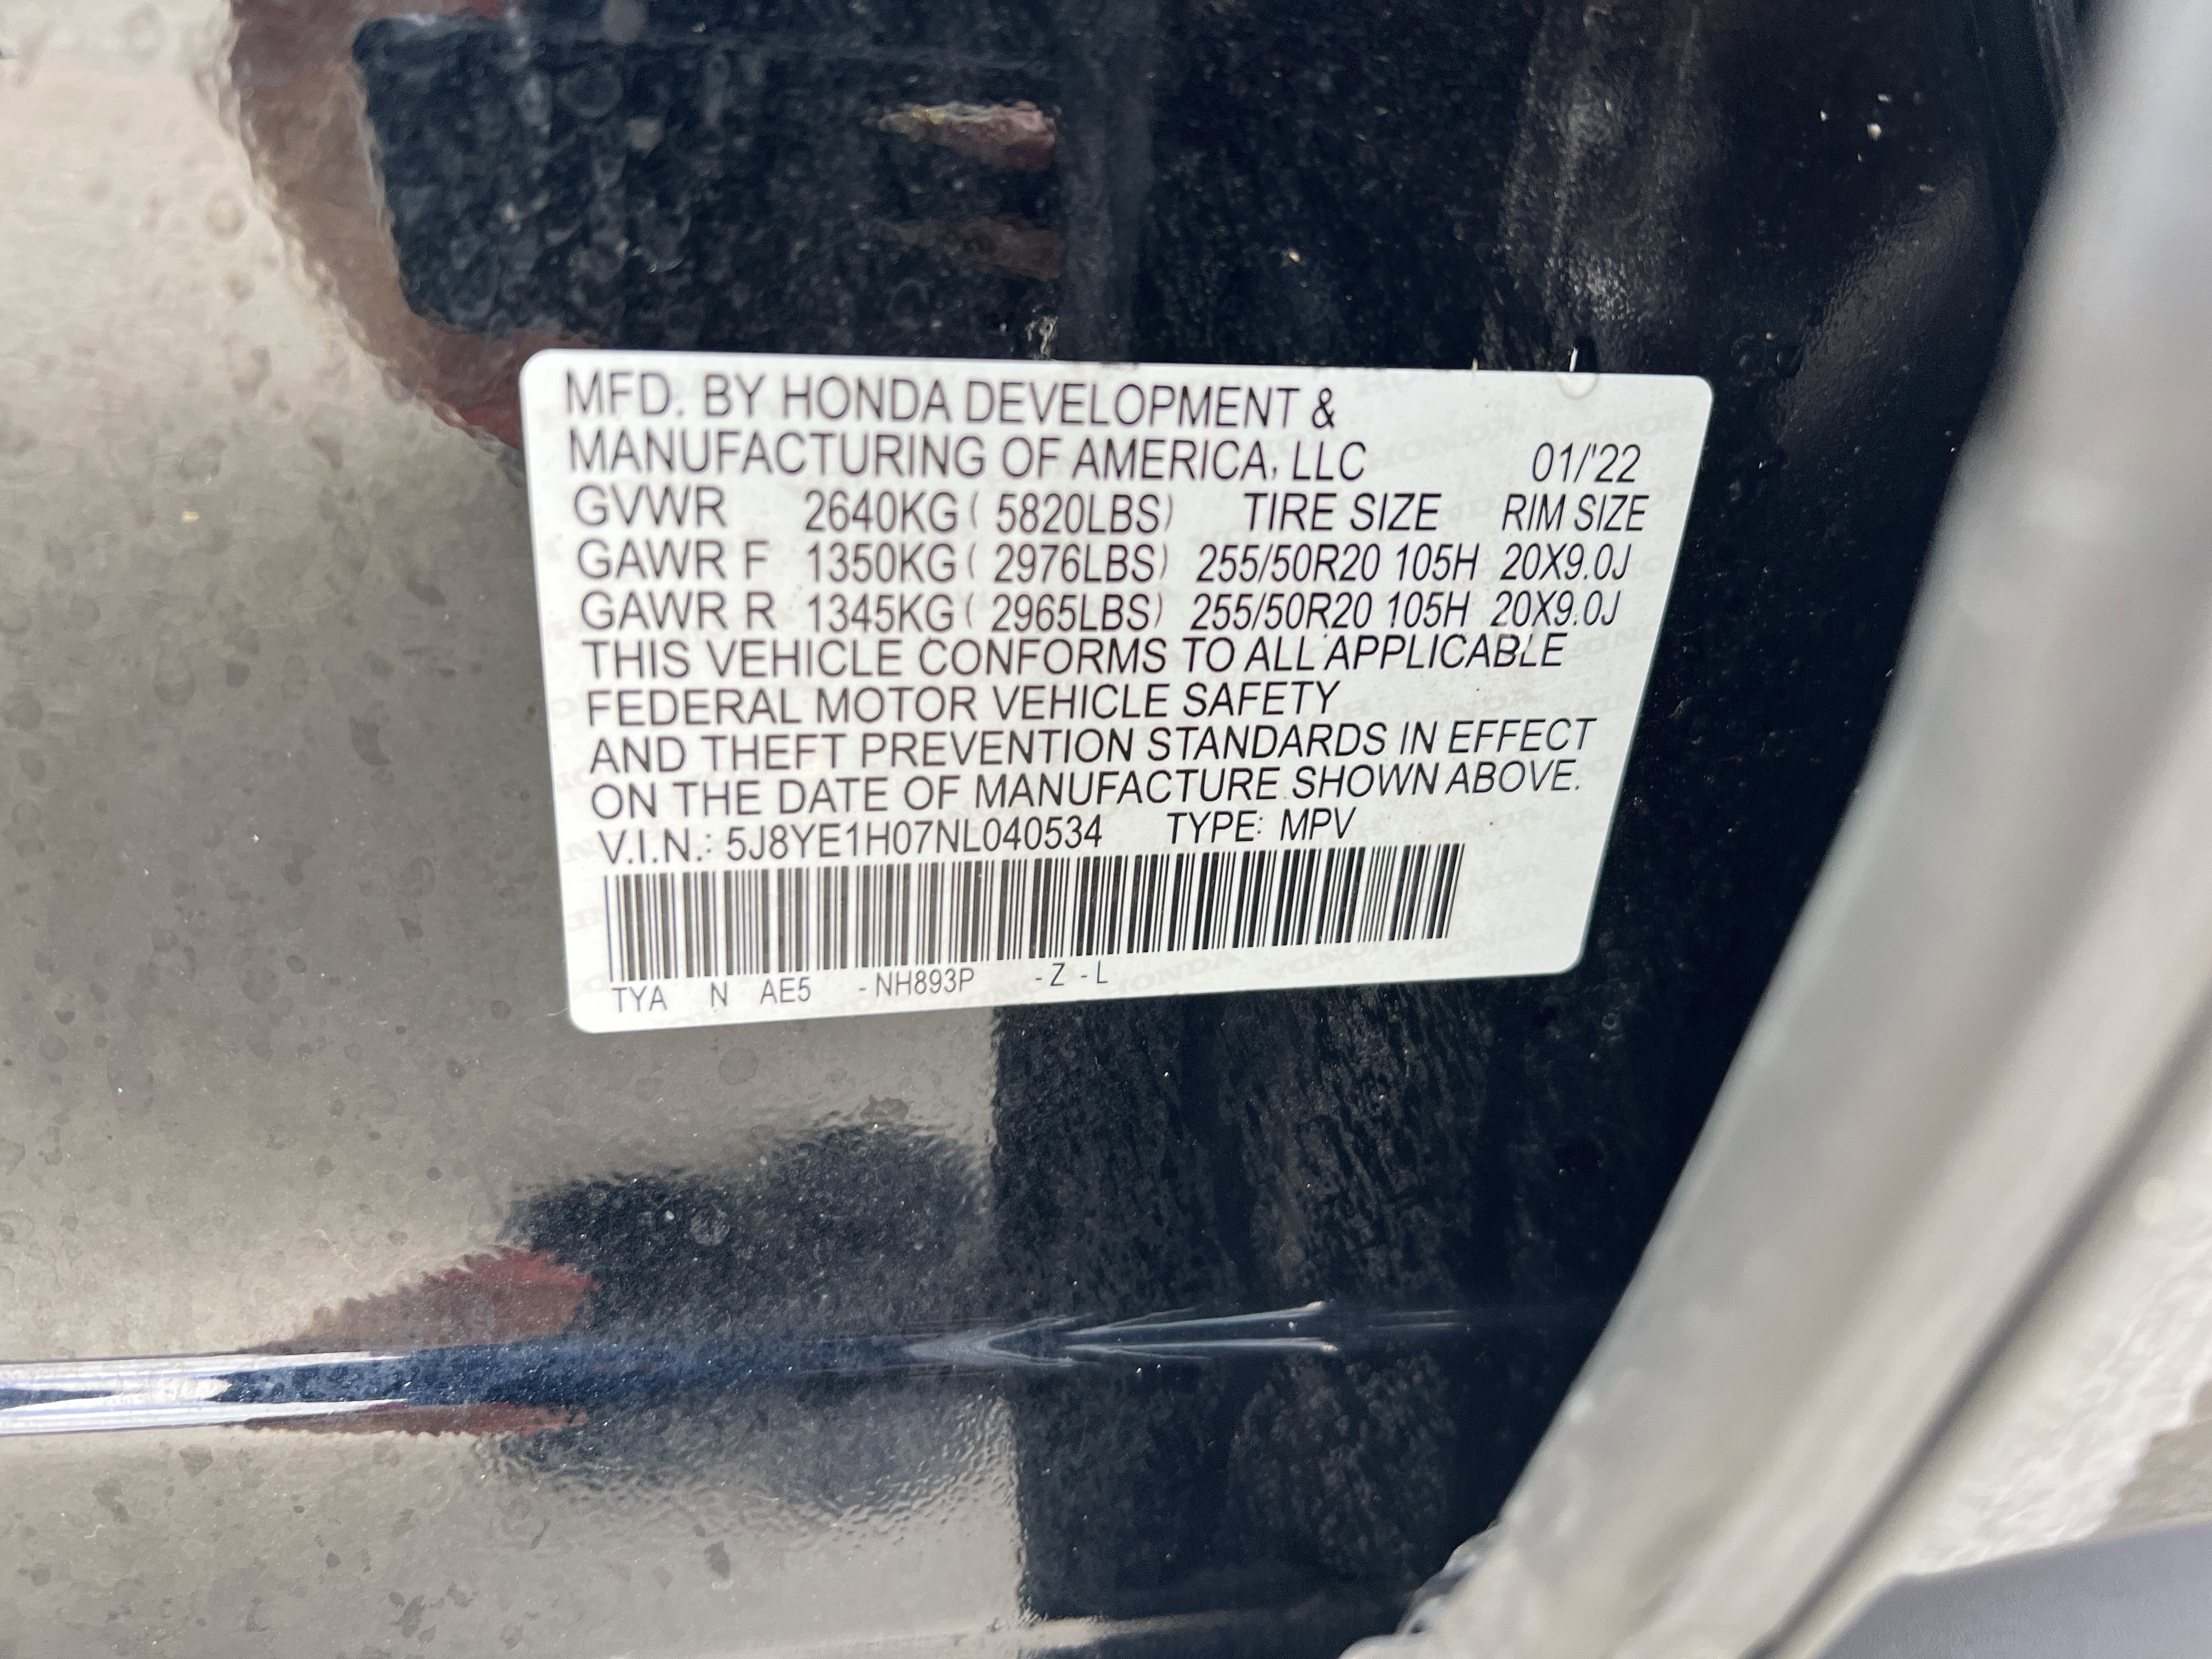 MFD. BY HONDA DEVELOPMENT &
MANUFACTURING OF AMERICA, LLC 01/'22
GVWR 2640KG ( 5820LBS) TIRE SIZE RIM SIZE
GAWR F 1350KG ( 2976LBS) 255/50R20 105H 20X9.0J
GAWR R 1345KG ( 2965LBS) 255/50R20 105H 20X9.0J
THIS VEHICLE CONFORMS TO ALL APPLICABLE
FEDERAL MOTOR VEHICLE SAFETY
AND THEFT PREVENTION STANDARDS IN EFFECT
ON THE DATE OF MANUFACTURE SHOWN ABOVE.
V.I.N.: 5J8YE1H07NL040534 TYPE: MPV
TYA N AE5 -NH893P -Z -L